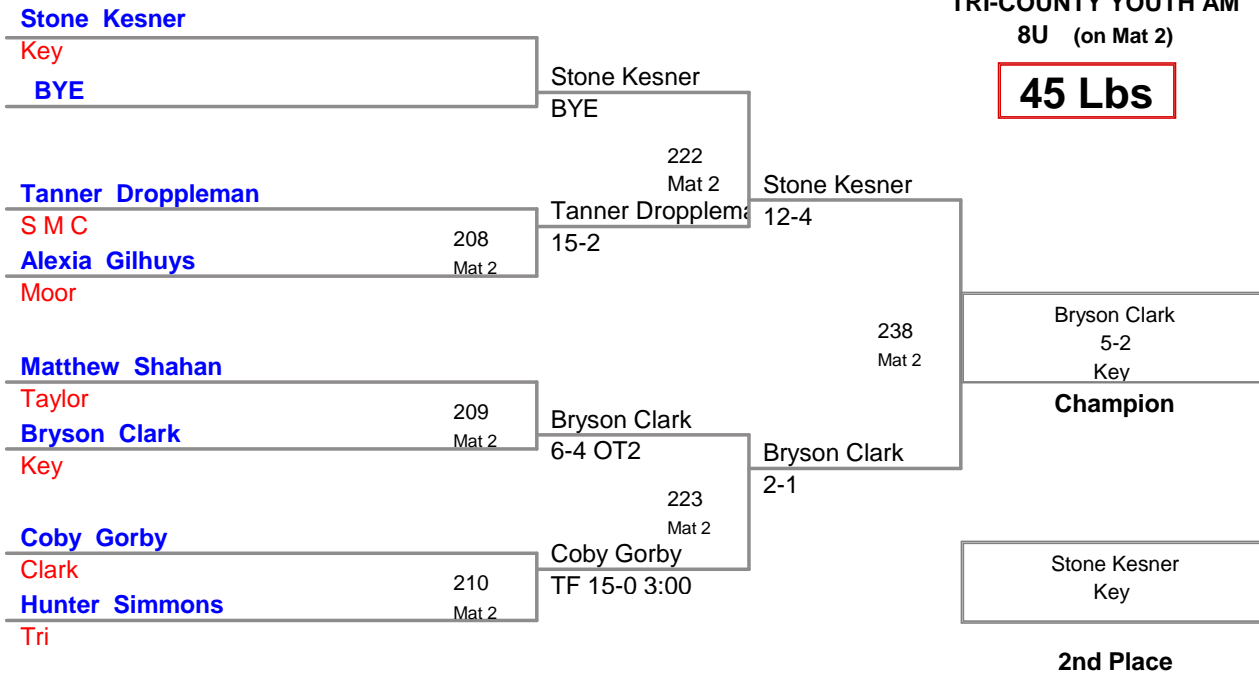 TRI-COUNTY YOUTH AM
8U (on Mat 2)
45 Lbs
Stone Kesner
Key
BYE
Tanner Droppleman
S M C
Alexia Gilhuys
Moor
208
Mat 2
Matthew Shahan
Taylor
Bryson Clark
Key
209
Mat 2
Coby Gorby
Clark
Hunter Simmons
Tri
210
Mat 2
Stone Kesner
BYE
222
Mat 2
Tanner Dropplema
15-2
Bryson Clark
6-4 OT2
223
Mat 2
Coby Gorby
TF 15-0 3:00
Stone Kesner
12-4
238
Mat 2
Bryson Clark
2-1
Bryson Clark
5-2
Key
Champion
Stone Kesner
Key
2nd Place